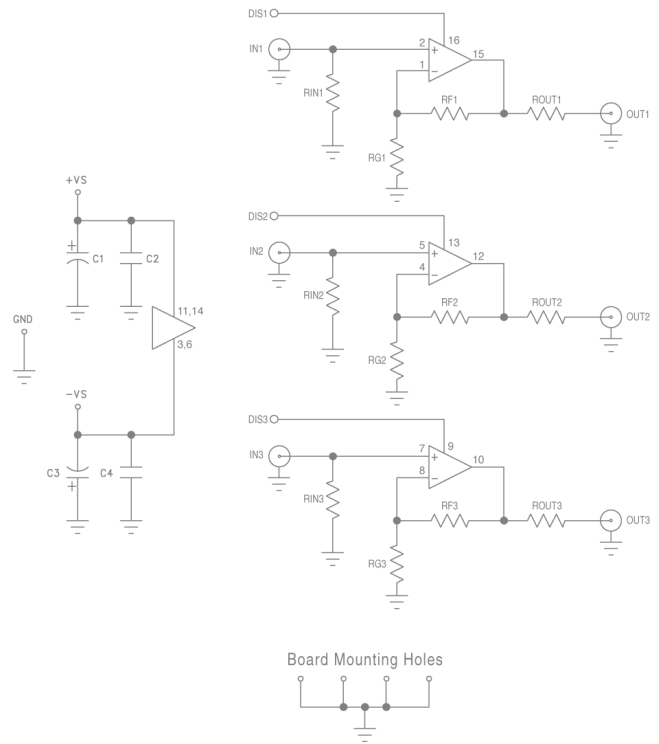 DIS1
IN1
2
1
16
15
RIN1
RF1
ROUT1
OUT1
RG1
+VS
+
C1
C2
11,14
3,6
GND
−VS
C3
+
C4
DIS2
IN2
5
4
13
12
RIN2
RF2
ROUT2
OUT2
RG2
DIS3
IN3
7
8
9
10
RIN3
RF3
ROUT3
OUT3
RG3
Board Mounting Holes